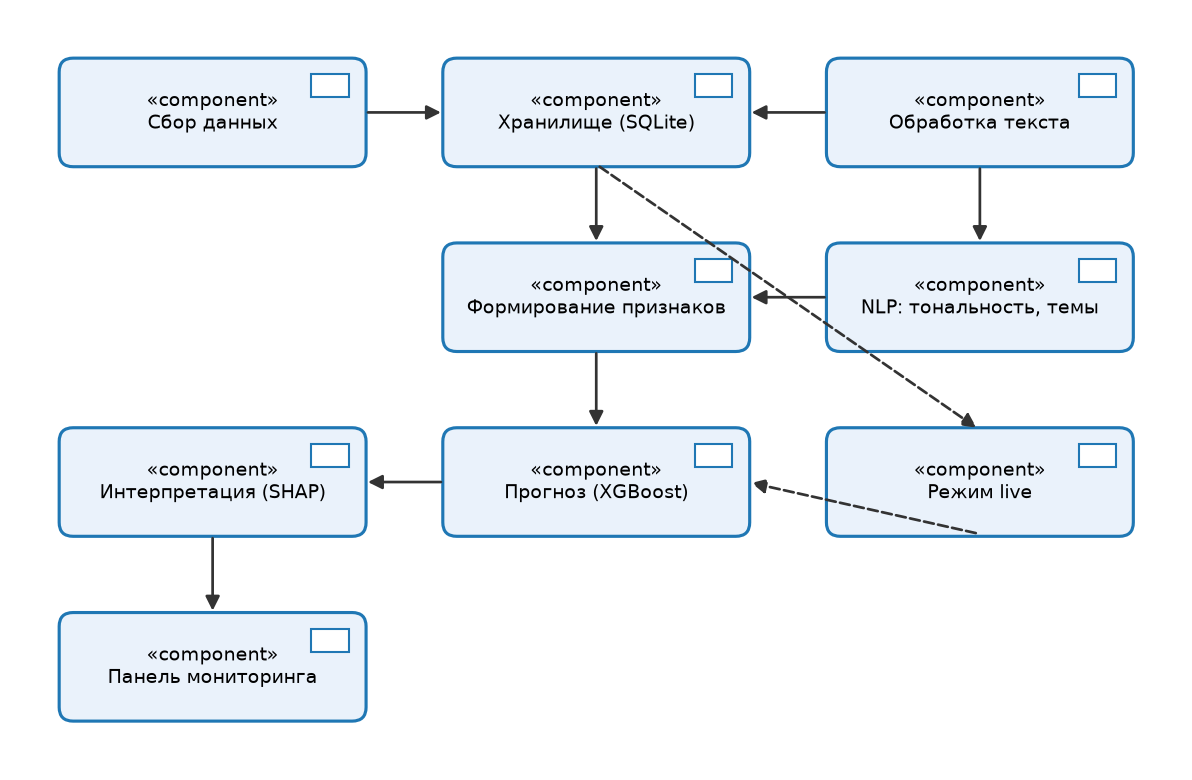 «component»
Сбор данных
«component»
Хранилище (SQLite)
«component»
Обработка текста
«component»
Формирование признаков
«component»
NLP: тональность, темы
«component»
Интерпретация (SHAP)
«component»
Прогноз (XGBoost)
«component»
Режим live
«component»
Панель мониторинга